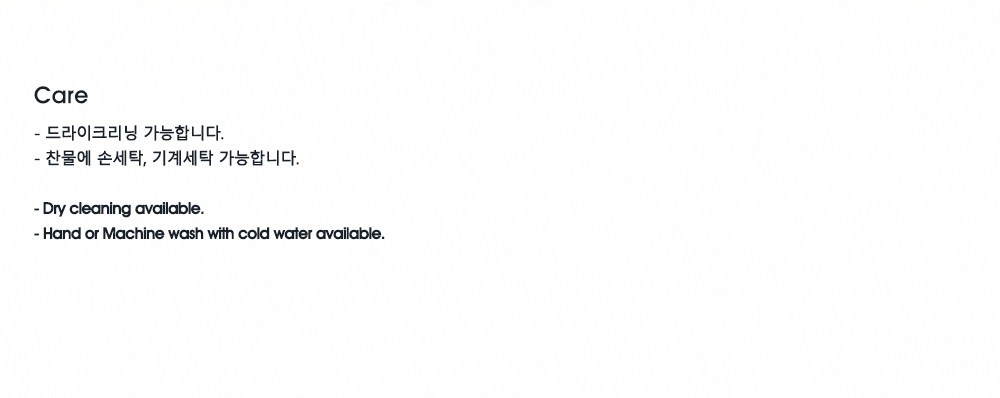 Care
- 드라이크리닝 가능합니다.
- 찬물에 손세탁, 기계세탁 가능합니다.
- Dry cleaning available.
- Hand or Machine wash with cold water available.